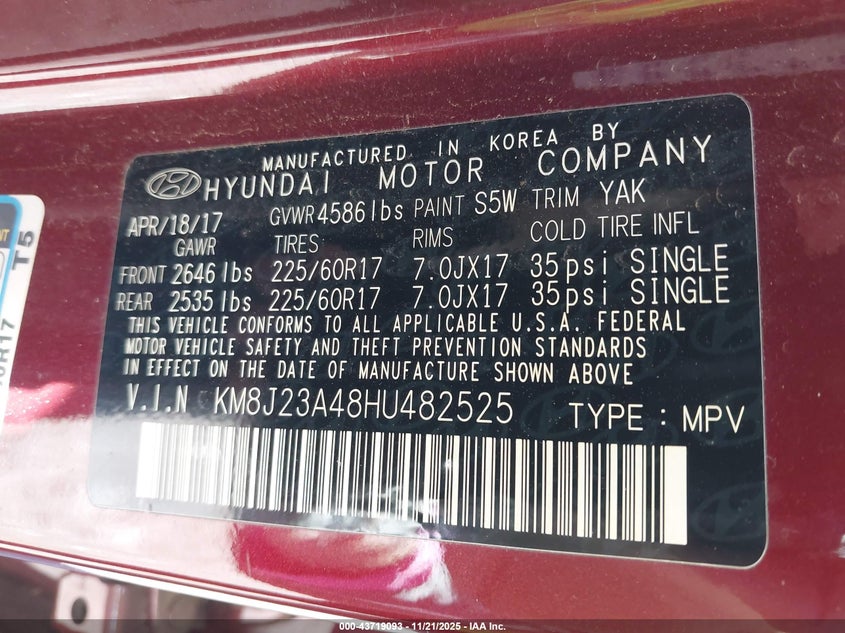 MANUFACTURED IN KOREA BY
HYUNDAI MOTOR COMPANY
APR/18/17 GVWR 4586 lbs PAINT S5W TRIM YAK
GAWR TIRES RIMS COLD TIRE INFL
FRONT 2646 lbs 225/60R17 7.0JX17 35psi SINGLE
REAR 2535 lbs 225/60R17 7.0JX17 35psi SINGLE
THIS VEHICLE CONFORMS TO ALL APPLICABLE U.S.A. FEDERAL
MOTOR VEHICLE SAFETY AND THEFT PREVENTION STANDARDS
IN EFFECT ON THE DATE OF MANUFACTURE SHOWN ABOVE
V.I.N KM8J23A48HU482525 TYPE : MPV
T5
000-43719093 - 11/21/2025 - IAA Inc.